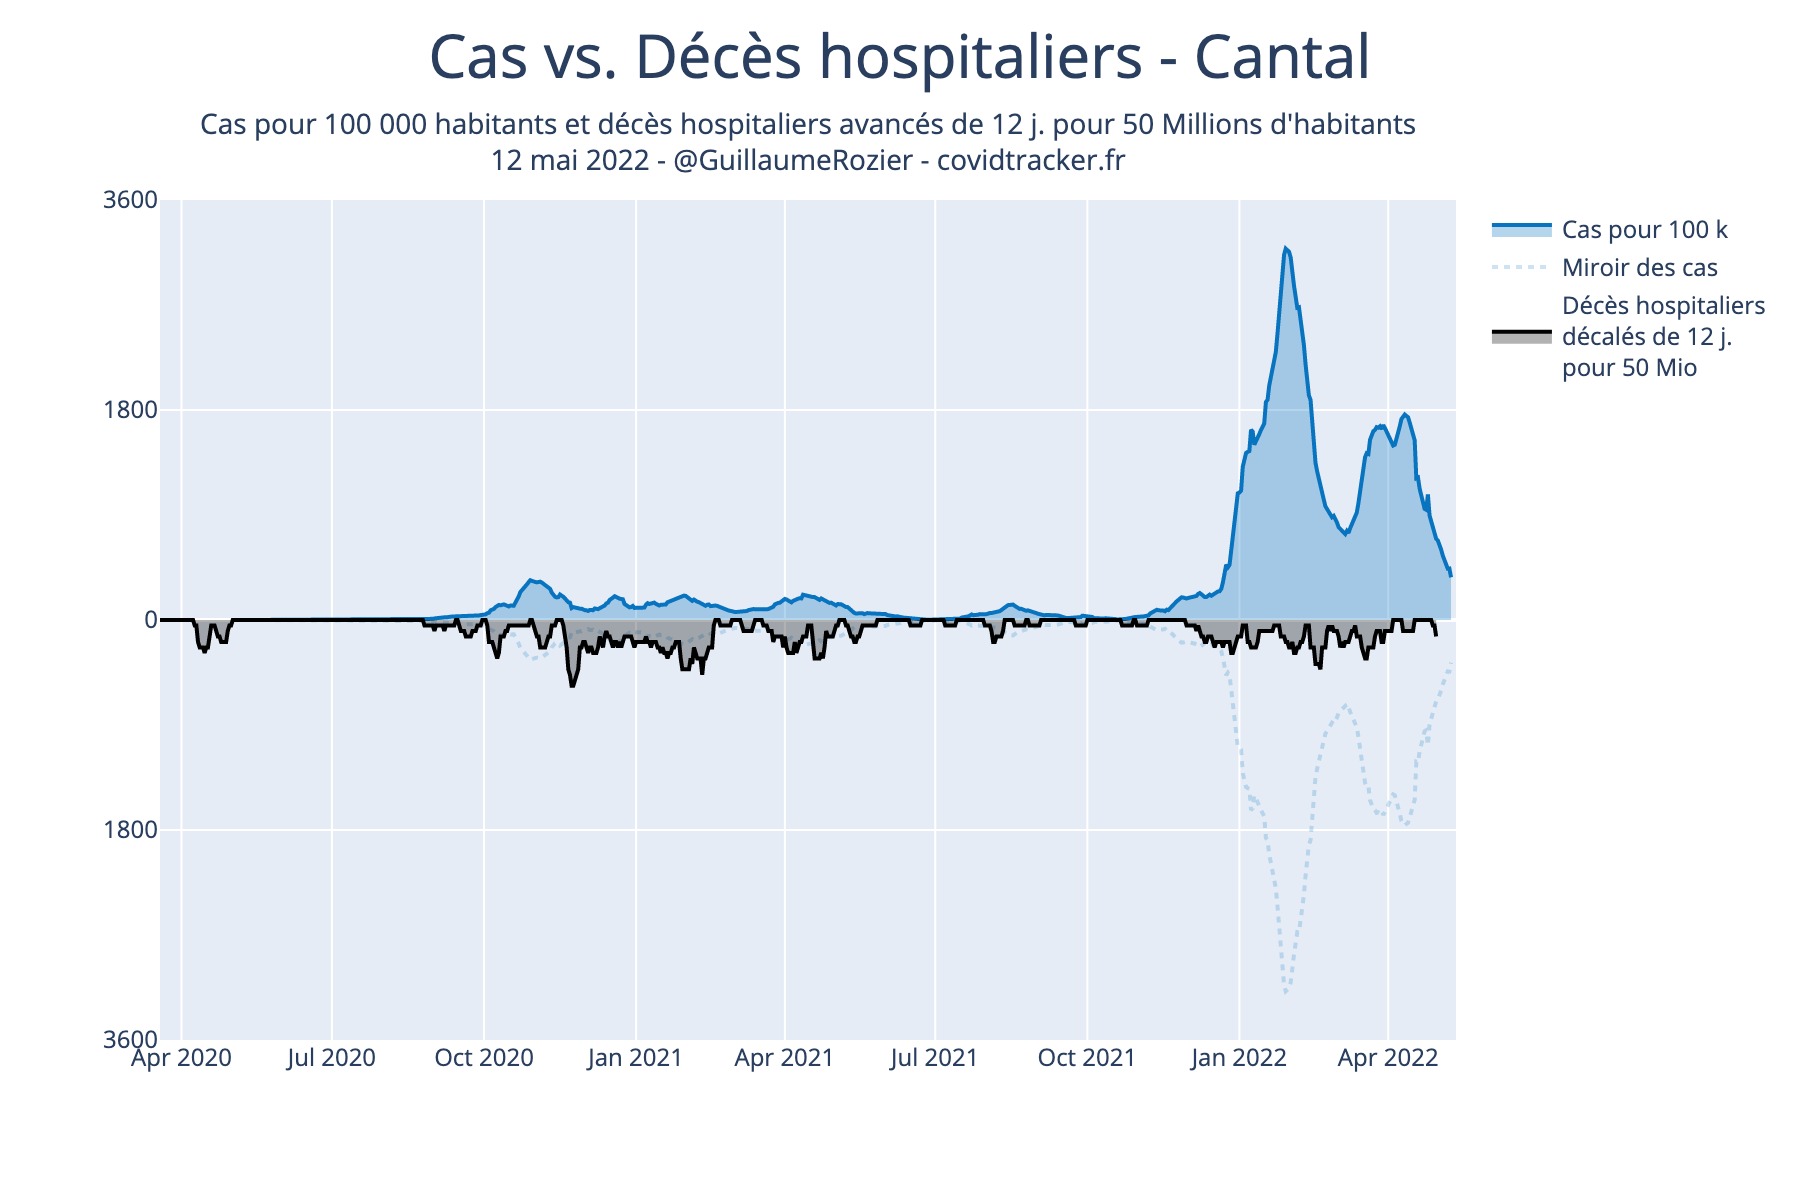 Cas vs. Décès hospitaliers - Cantal
Cas pour 100 000 habitants et décès hospitaliers avancés de 12 j. pour 50 Millions d'habitants
12 mai 2022 - @GuillaumeRozier - covidtracker.fr
3600
1800
0
1800
3600
Apr 2020
Jul 2020
Oct 2020
Jan 2021
Apr 2021
Jul 2021
Oct 2021
Jan 2022
Apr 2022
Cas pour 100 k
Miroir des cas
Décès hospitaliers
décalés de 12 j.
pour 50 Mio